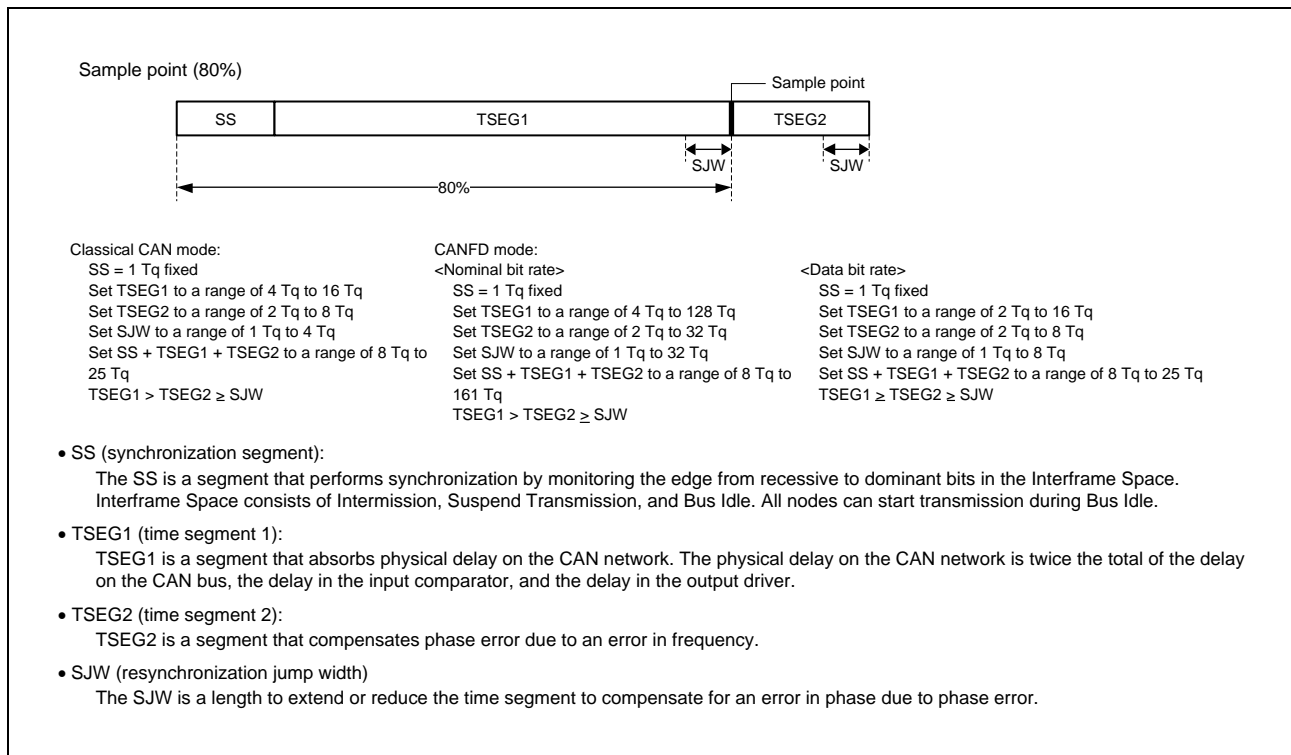 Sample point (80%)
Sample point
SS
TSEG1
TSEG2
SJW
SJW
80%
Classical CAN mode:
SS = 1 Tq fixed
Set TSEG1 to a range of 4 Tq to 16 Tq
Set TSEG2 to a range of 2 Tq to 8 Tq
Set SJW to a range of 1 Tq to 4 Tq
Set SS + TSEG1 + TSEG2 to a range of 8 Tq to
25 Tq
TSEG1 > TSEG2 ≥ SJW
CANFD mode:
<Nominal bit rate>
SS = 1 Tq fixed
Set TSEG1 to a range of 4 Tq to 128 Tq
Set TSEG2 to a range of 2 Tq to 32 Tq
Set SJW to a range of 1 Tq to 32 Tq
Set SS + TSEG1 + TSEG2 to a range of 8 Tq to
161 Tq
TSEG1 > TSEG2 ≥ SJW
<Data bit rate>
SS = 1 Tq fixed
Set TSEG1 to a range of 2 Tq to 16 Tq
Set TSEG2 to a range of 2 Tq to 8 Tq
Set SJW to a range of 1 Tq to 8 Tq
Set SS + TSEG1 + TSEG2 to a range of 8 Tq to 25 Tq
TSEG1 ≥ TSEG2 ≥ SJW
• SS (synchronization segment):
The SS is a segment that performs synchronization by monitoring the edge from recessive to dominant bits in the Interframe Space.
Interframe Space consists of Intermission, Suspend Transmission, and Bus Idle. All nodes can start transmission during Bus Idle.
• TSEG1 (time segment 1):
TSEG1 is a segment that absorbs physical delay on the CAN network. The physical delay on the CAN network is twice the total of the delay
on the CAN bus, the delay in the input comparator, and the delay in the output driver.
• TSEG2 (time segment 2):
TSEG2 is a segment that compensates phase error due to an error in frequency.
• SJW (resynchronization jump width)
The SJW is a length to extend or reduce the time segment to compensate for an error in phase due to phase error.